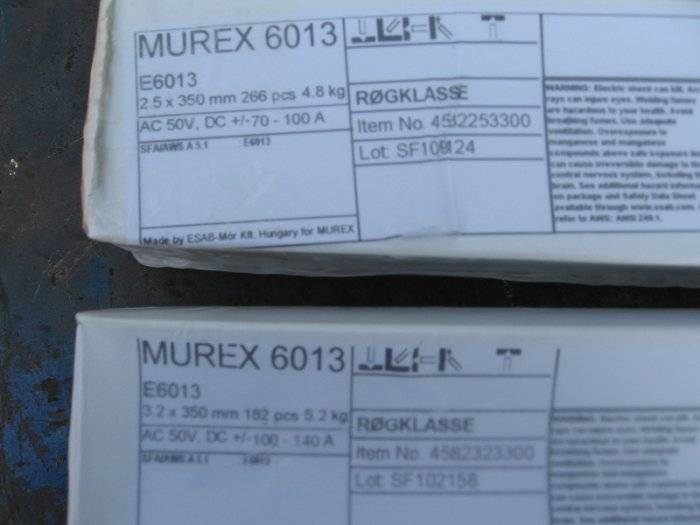 MUREX 6013
E6013
2.5 x 350 mm 266 pcs 4.8 kg
AC 50V, DC +/-70 - 100 A
SFA/AWS A 5.1 : E6013
Made by ESAB-Mór Kft, Hungary for MUREX
RØGKLASSE
Item No. 4582253300
Lot: SF109124
WARNING: Electric shock can kill. Arc
rays can injure eyes. Welding fumes
are hazardous to your health. Avoid
breathing fumes. Use adequate
ventilation. Overexposure to
manganese and manganese
compounds above safe exposure
can cause irreversible damage to
central nervous system, including the
brain. See additional hazard
on package and Safety Data Sheet
available through www.esab.com.
refer to AWS: ANSI Z49.1.
MUREX 6013
E6013
3.2 x 350 mm 182 pcs 5.2 kg
AC 50V, DC +/-100 - 140 A
SFA/AWS A 5.1 : E6013
RØGKLASSE
Item No. 4582323300
Lot: SF102158